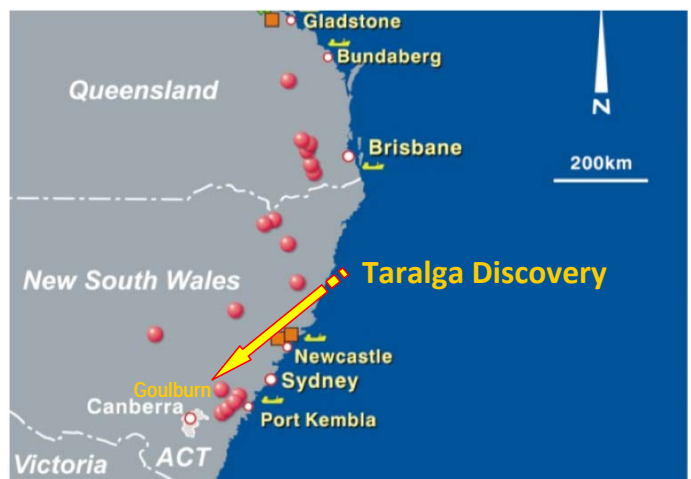 Gladstone
Bundaberg
Queensland
N
Brisbane
200km
New South Wales
Taralga Discovery
Newcastle
Sydney
Goulburn
Canberra
Port Kembla
Victoria
ACT